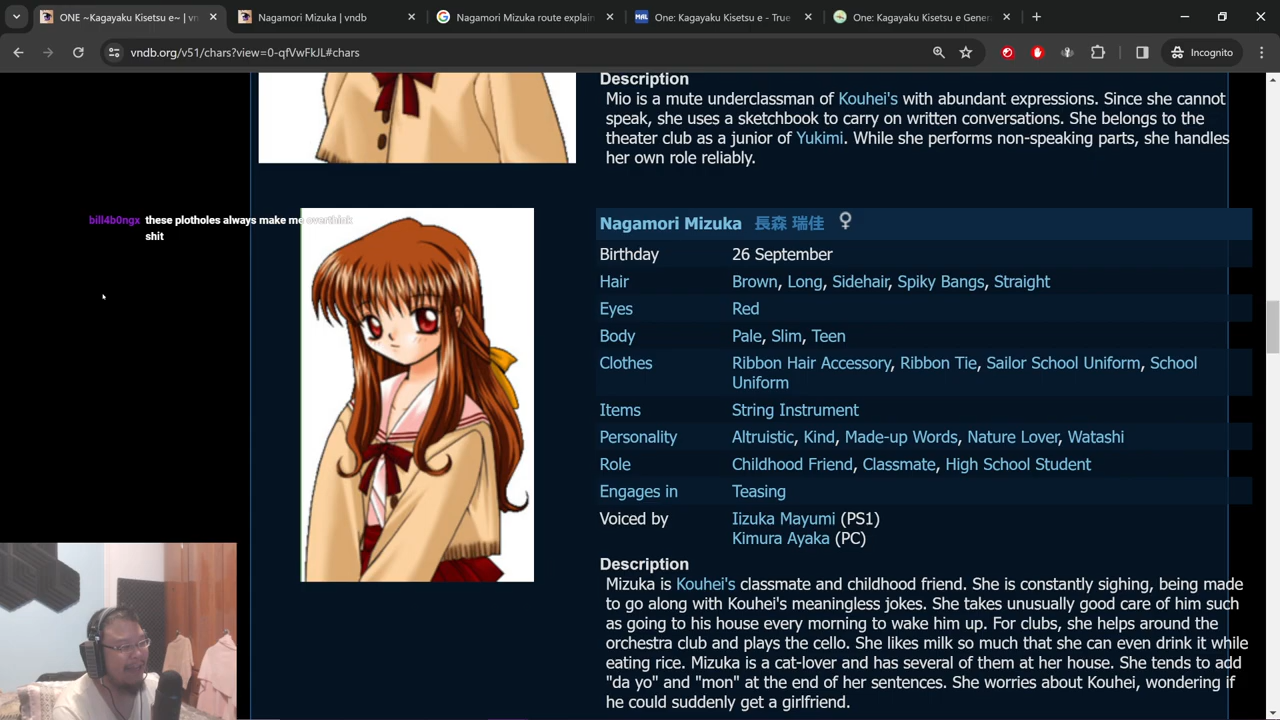 ONE ~Kagayaku Kisetsu e~ | vn
Nagamori Mizuka | vndb
Nagamori Mizuka route explain
MAL One: Kagayaku Kisetsu e - True
One: Kagayaku Kisetsu e Genera
vndb.org/v51/chars?view=0-qfVwFkJL#chars
Incognito
Description
Mio is a mute underclassman of Kouhei's with abundant expressions. Since she cannot
speak, she uses a sketchbook to carry on written conversations. She belongs to the
theater club as a junior of Yukimi. While she performs non-speaking parts, she handles
her own role reliably.
bill4b0ngx these plotholes always make me overthick
shit
Nagamori Mizuka 長森 瑞佳 ♀
Birthday 26 September
Hair Brown, Long, Sidehair, Spiky Bangs, Straight
Eyes Red
Body Pale, Slim, Teen
Clothes Ribbon Hair Accessory, Ribbon Tie, Sailor School Uniform, School
Uniform
Items String Instrument
Personality Altruistic, Kind, Made-up Words, Nature Lover, Watashi
Role Childhood Friend, Classmate, High School Student
Engages in Teasing
Voiced by Iizuka Mayumi (PS1)
Kimura Ayaka (PC)
Description
Mizuka is Kouhei's classmate and childhood friend. She is constantly sighing, being made
to go along with Kouhei's meaningless jokes. She takes unusually good care of him such
as going to his house every morning to wake him up. For clubs, she helps around the
orchestra club and plays the cello. She likes milk so much that she can even drink it while
eating rice. Mizuka is a cat-lover and has several of them at her house. She tends to add
"da yo" and "mon" at the end of her sentences. She worries about Kouhei, wondering if
he could suddenly get a girlfriend.